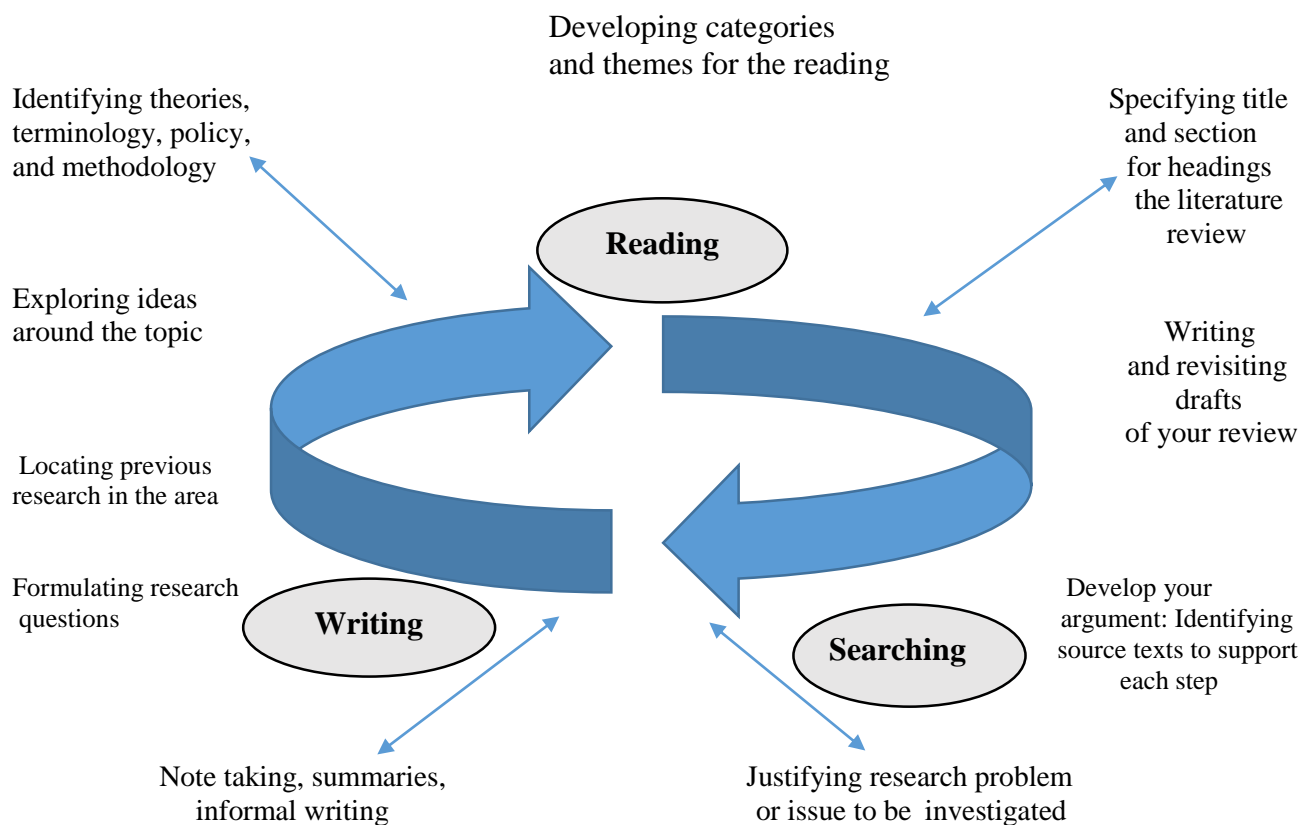 Developing categories
and themes for the reading
Identifying theories,
terminology, policy,
and methodology
Specifying title
and section
for headings
the literature
review
Reading
Exploring ideas
around the topic
Writing
and revisiting
drafts
of your review
Locating previous
research in the area
Formulating research
questions
Writing
Searching
Develop your
argument: Identifying
source texts to support
each step
Note taking, summaries,
informal writing
Justifying research problem
or issue to be investigated